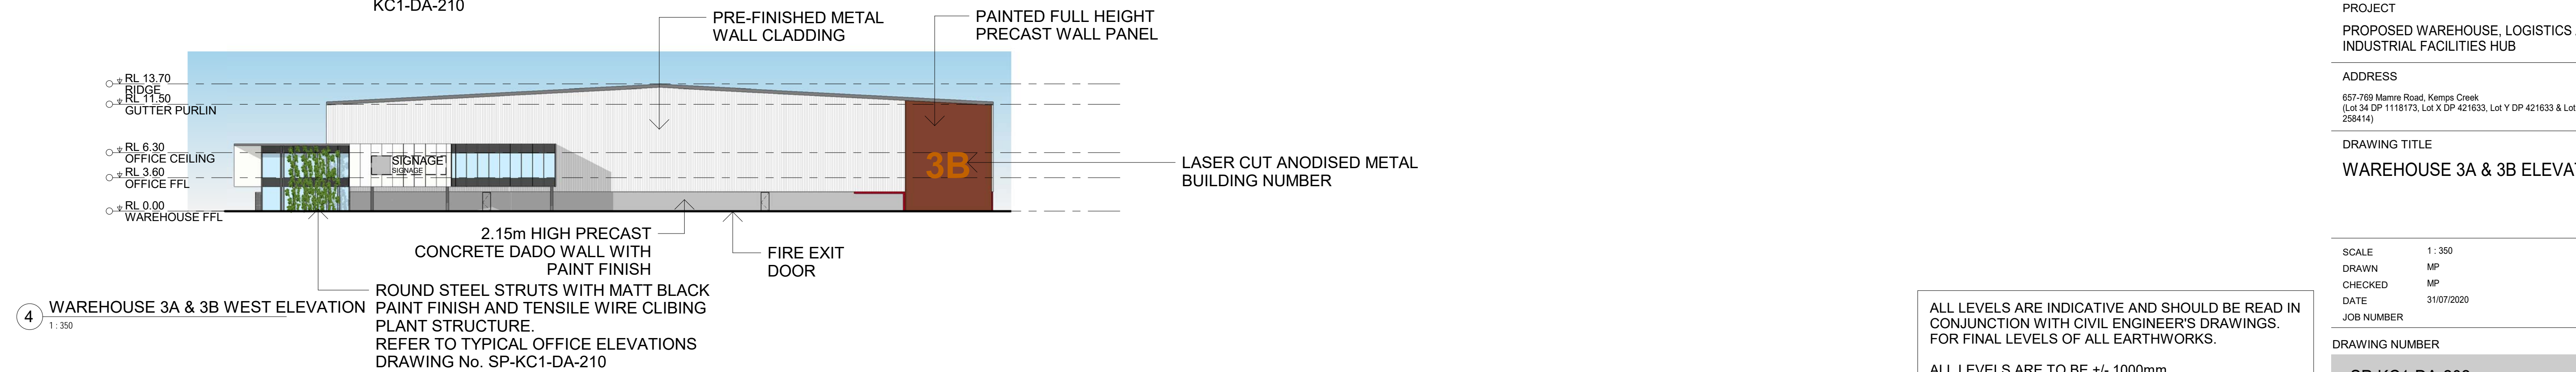 KC1-DA-210
PRE-FINISHED METAL
WALL CLADDING
PAINTED FULL HEIGHT
PRECAST WALL PANEL
RL 13.70
RIDGE
RL 11.50
GUTTER PURLIN
RL 6.30
OFFICE CEILING
RL 3.60
OFFICE FFL
RL 0.00
WAREHOUSE FFL
SIGNAGE
SIGNAGE
3B
LASER CUT ANODISED METAL
BUILDING NUMBER
2.15m HIGH PRECAST
CONCRETE DADO WALL WITH
PAINT FINISH
FIRE EXIT
DOOR
ROUND STEEL STRUTS WITH MATT BLACK
PAINT FINISH AND TENSILE WIRE CLIBING
PLANT STRUCTURE.
REFER TO TYPICAL OFFICE ELEVATIONS
DRAWING No. SP-KC1-DA-210
4
WAREHOUSE 3A & 3B WEST ELEVATION
1 : 350
ALL LEVELS ARE INDICATIVE AND SHOULD BE READ IN
CONJUNCTION WITH CIVIL ENGINEER'S DRAWINGS.
FOR FINAL LEVELS OF ALL EARTHWORKS.
ALL LEVELS ARE TO BE +/- 1000mm
PROJECT
PROPOSED WAREHOUSE, LOGISTICS
INDUSTRIAL FACILITIES HUB
ADDRESS
657-769 Mamre Road, Kemps Creek
(Lot 34 DP 1118173, Lot X DP 421633, Lot Y DP 421633 & Lot
258414)
DRAWING TITLE
WAREHOUSE 3A & 3B ELEVA
SCALE 1 : 350
DRAWN MP
CHECKED MP
DATE 31/07/2020
JOB NUMBER
DRAWING NUMBER